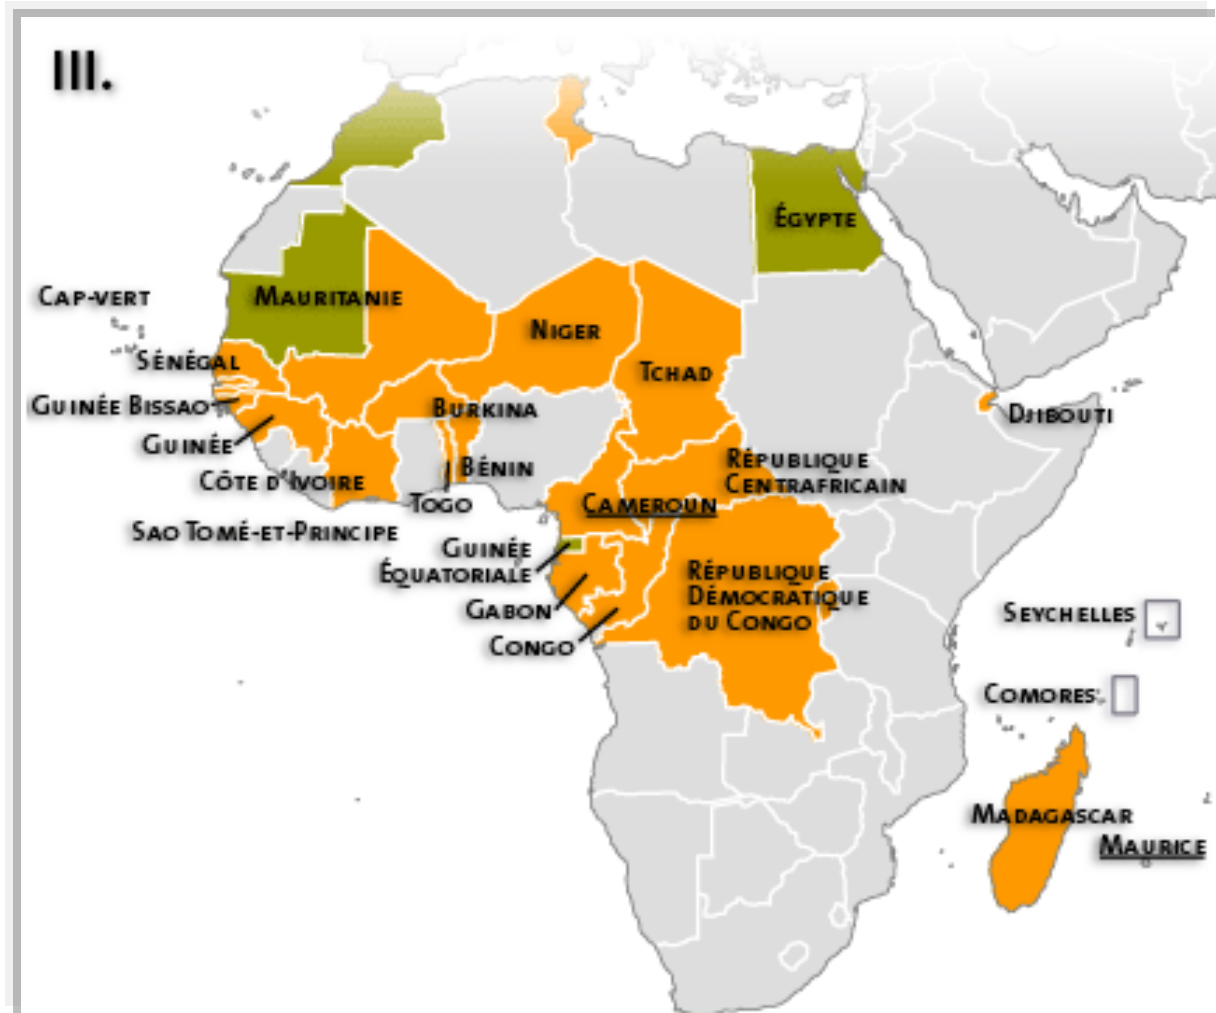 III.
ÉGYPTE
CAP-VERT
MAURITANIE
NIGER
SÉNÉGAL
TCHAD
GUINÉE BISSAO
BURKINA
DJIBOUTI
GUINÉE
CÔTE D'IVOIRE
BÉNIN
RÉPUBLIQUE
CENTRAFRICAIN
TOGO
CAMEROUN
SAO TOMÉ-ET-PRINCIPE
GUINÉE
ÉQUATORIALE
RÉPUBLIQUE
DÉMOCRATIQUE
DU CONGO
GABON
CONGO
SEYCHELLES
COMORES
MADAGASCAR
MAURICE